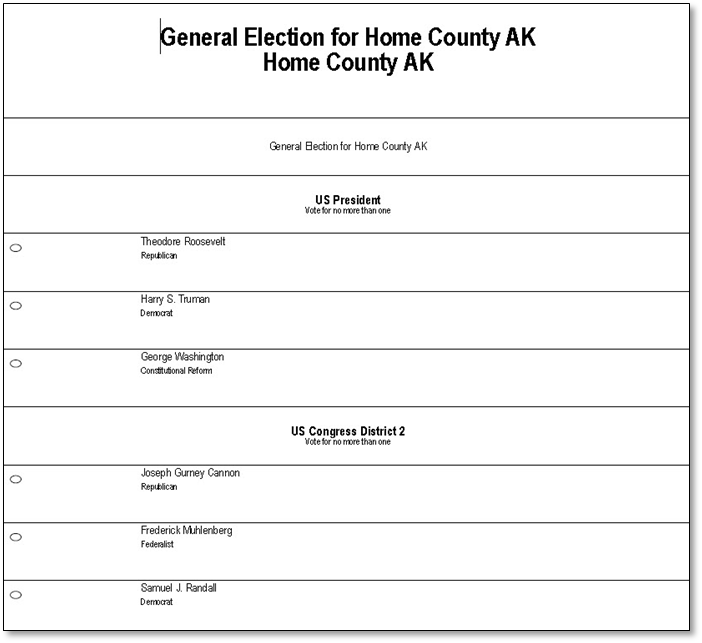 General Election for Home County AK
Home County AK
General Election for Home County AK
US President
Vote for no more than one
Theodore Roosevelt
Republican
Harry S. Truman
Democrat
George Washington
Constitutional Reform
US Congress District 2
Vote for no more than one
Joseph Gurney Cannon
Republican
Frederick Muhlenberg
Federalist
Samuel J. Randall
Democrat